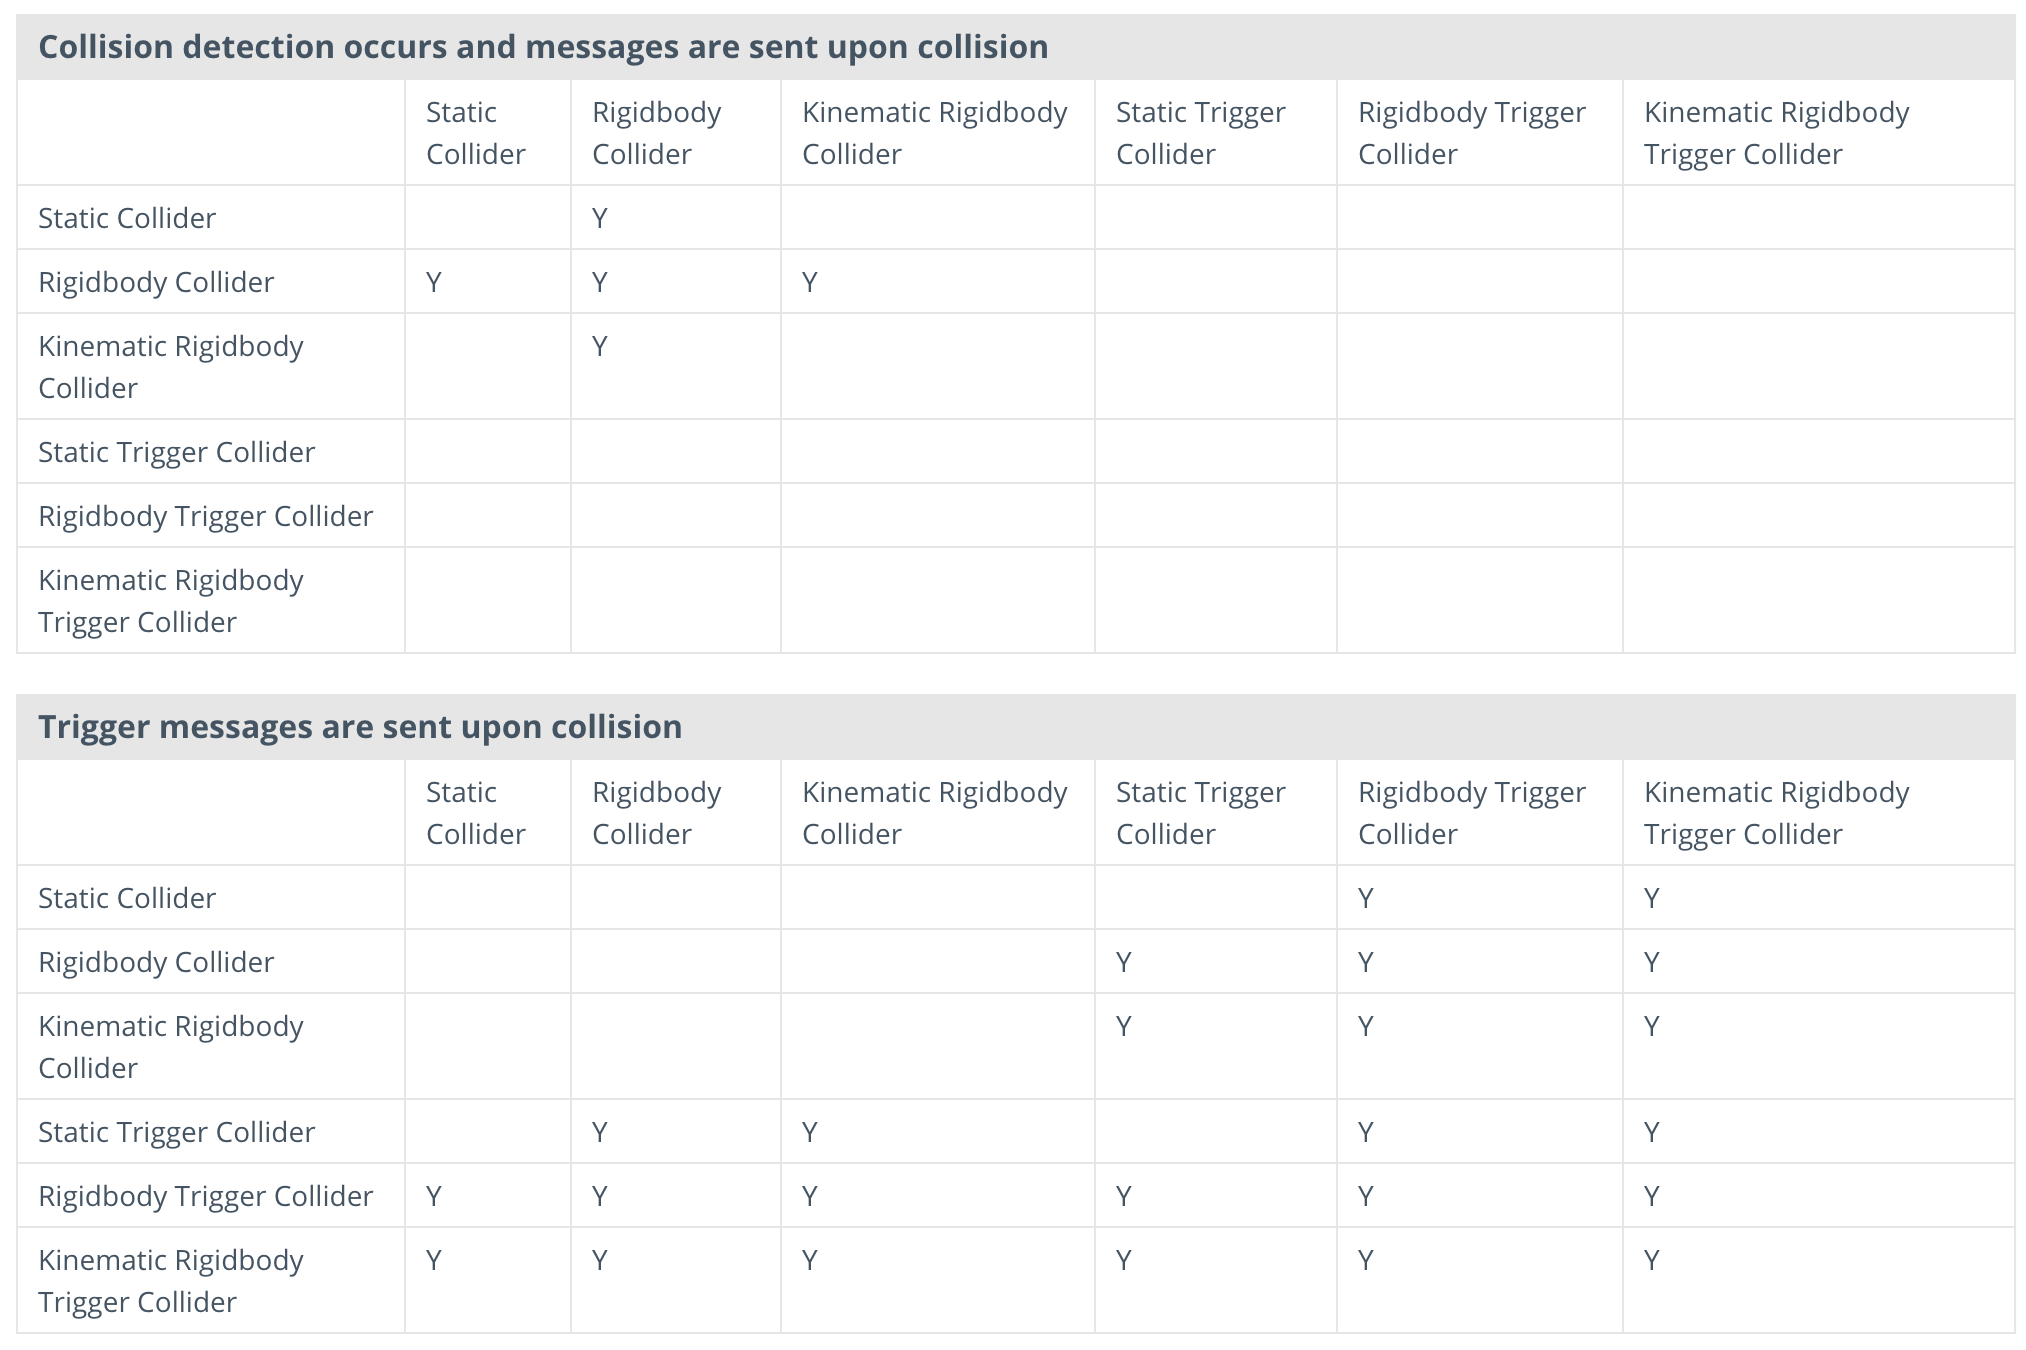 Collision detection occurs and messages are sent upon collision
Static Collider Rigidbody Collider Kinematic Rigidbody Collider Static Trigger Collider Rigidbody Trigger Collider Kinematic Rigidbody Trigger Collider
Static Collider Y
Rigidbody Collider Y Y Y
Kinematic Rigidbody Collider Y
Static Trigger Collider
Rigidbody Trigger Collider
Kinematic Rigidbody Trigger Collider
Trigger messages are sent upon collision
Static Collider Rigidbody Collider Kinematic Rigidbody Collider Static Trigger Collider Rigidbody Trigger Collider Kinematic Rigidbody Trigger Collider
Static Collider Y Y
Rigidbody Collider Y Y Y
Kinematic Rigidbody Collider Y Y Y
Static Trigger Collider Y Y Y Y
Rigidbody Trigger Collider Y Y Y Y Y Y
Kinematic Rigidbody Trigger Collider Y Y Y Y Y Y